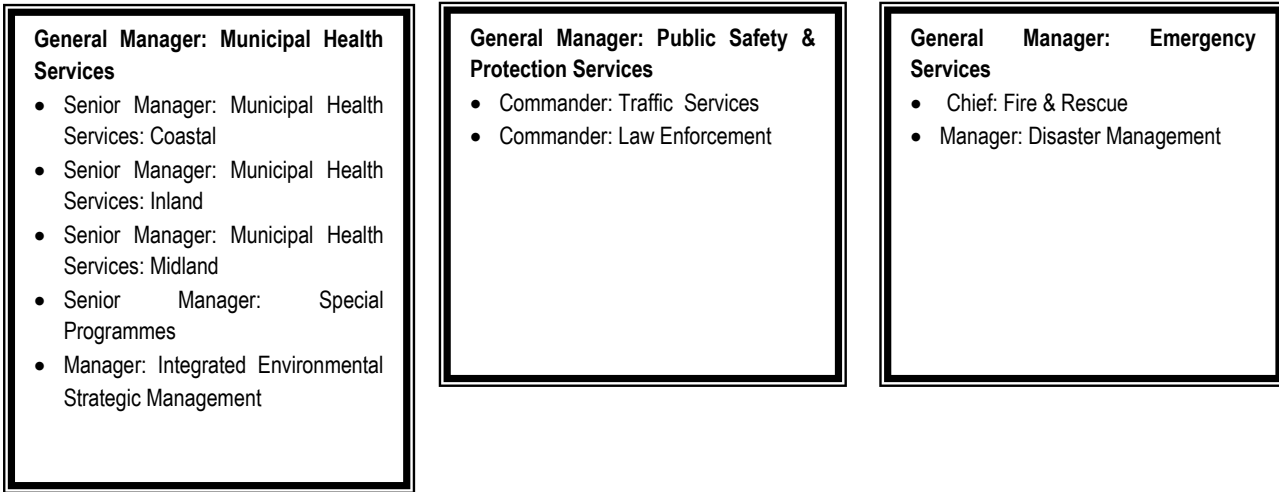 General Manager: Municipal Health
Services
• Senior Manager: Municipal Health
Services: Coastal
• Senior Manager: Municipal Health
Services: Inland
• Senior Manager: Municipal Health
Services: Midland
• Senior Manager: Special
Programmes
• Manager: Integrated Environmental
Strategic Management
General Manager: Public Safety &
Protection Services
• Commander: Traffic Services
• Commander: Law Enforcement
General Manager: Emergency
Services
• Chief: Fire & Rescue
• Manager: Disaster Management